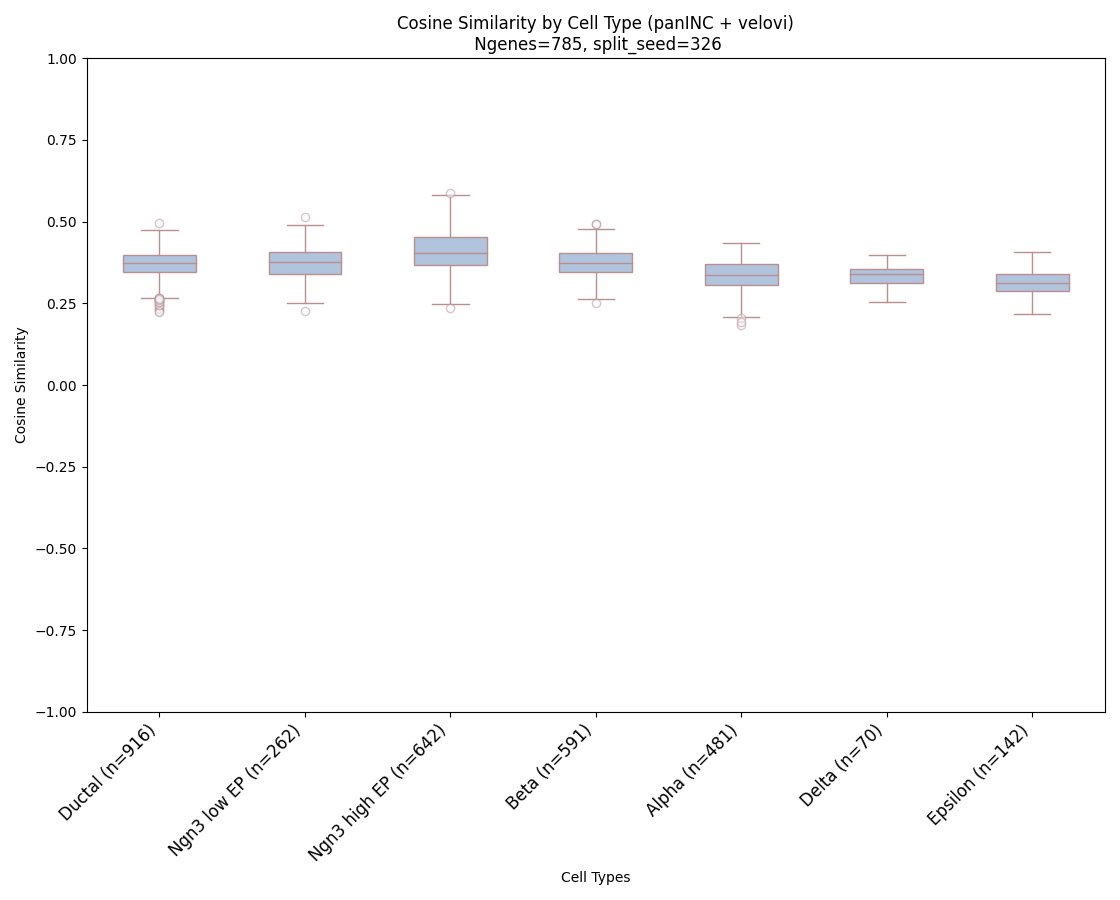 Cosine Similarity by Cell Type (panINC + velovi)
Ngenes=785, split_seed=326
1.00
0.75
0.50
0.25
0.00
−0.25
−0.50
−0.75
−1.00
Cosine Similarity
Ductal (n=916)
Ngn3 low EP (n=262)
Ngn3 high EP (n=642)
Beta (n=591)
Alpha (n=481)
Delta (n=70)
Epsilon (n=142)
Cell Types